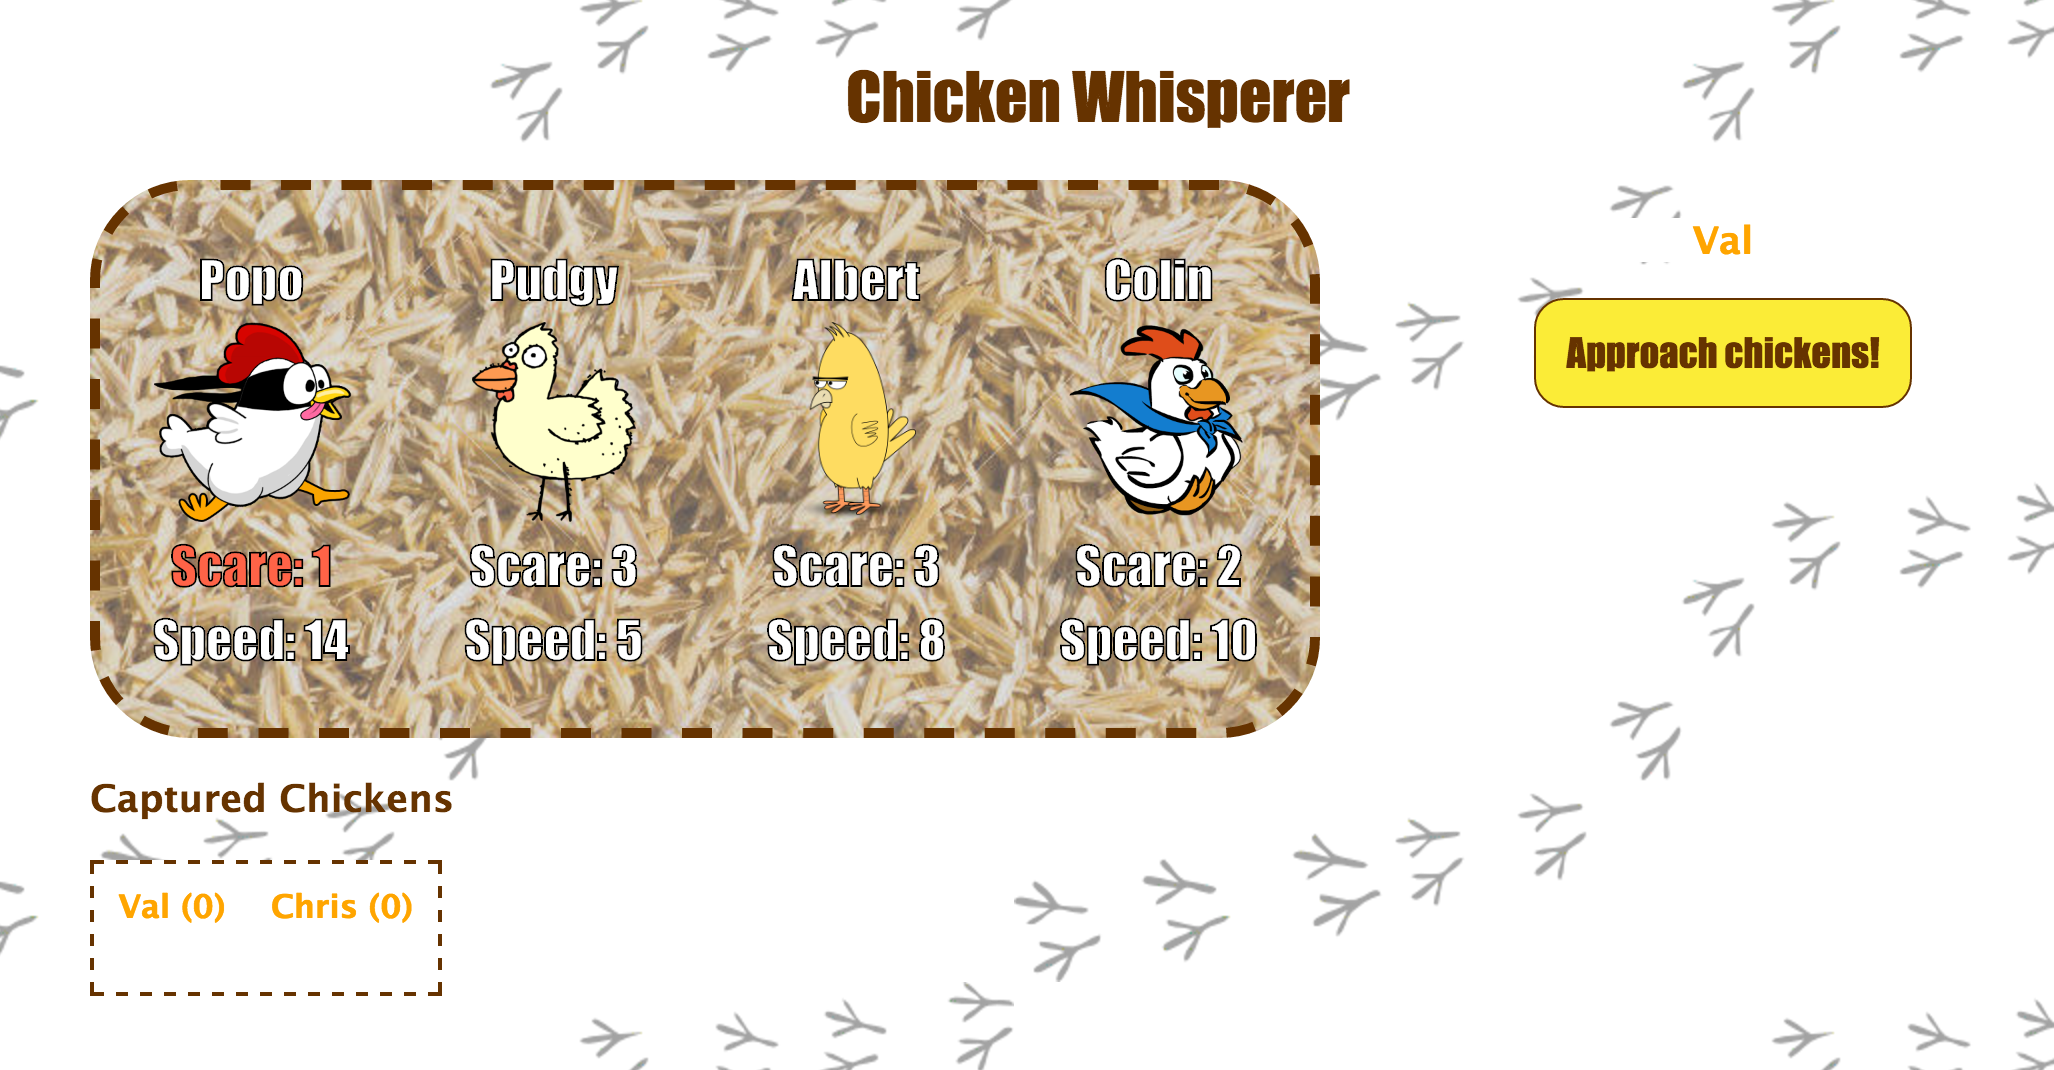 Chicken Whisperer
Popo
Pudgy
Albert
Colin
Scare: 1
Scare: 3
Scare: 3
Scare: 2
Speed: 14
Speed: 5
Speed: 8
Speed: 10
Val
Approach chickens!
Captured Chickens
Val (0)
Chris (0)